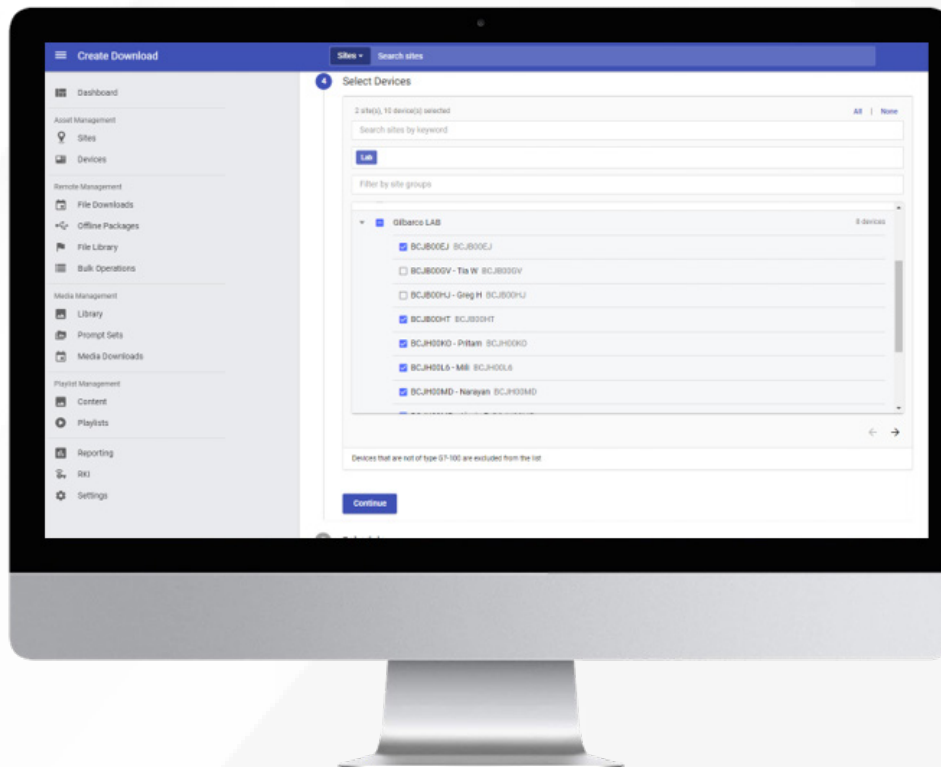 Create Download
Sites
Search sites
Dashboard
Asset Management
Sites
Devices
Remote Management
File Downloads
Offline Packages
File Library
Bulk Operations
Media Management
Library
Prompt Sets
Media Downloads
Playlist Management
Content
Playlists
Reporting
RKI
Settings
4 Select Devices
2 site(s), 10 device(s) selected
All | None
Search sites by keyword
Lab
Filter by site groups
Gilbarco LAB
8 devices
BCJB00EJ BCJB00EJ
BCJB00GV - Tia W BCJB00GV
BCJB00HJ - Greg H BCJB00HJ
BCJB00HT BCJB00HT
BCJH00KO - Pritam BCJH00KO
BCJH00L6 - Mili BCJH00L6
BCJH00MD - Narayan BCJH00MD
Devices that are not of type G7-100 are excluded from the list
Continue